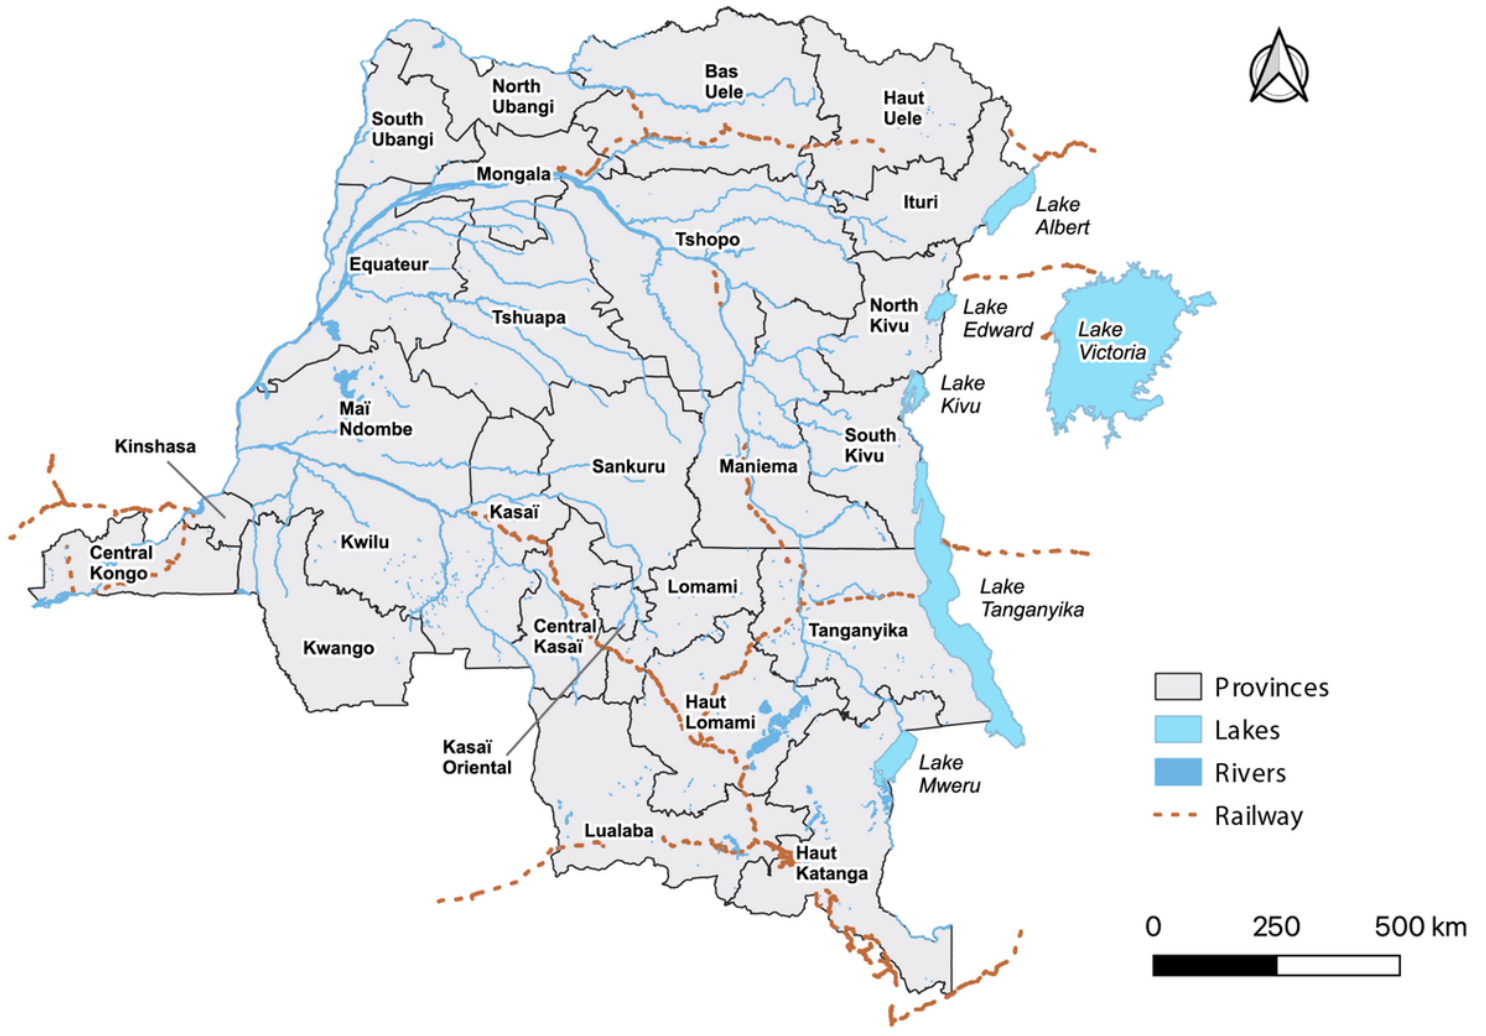 Bas
Uele
North
Ubangi
Haut
Uele
South
Ubangi
Mongala
Ituri
Lake
Albert
Tshopo
Equateur
North
Kivu
Lake
Edward
Tshuapa
Lake
Victoria
Lake
Kivu
Maï
Ndombe
Kinshasa
South
Kivu
Sankuru
Maniema
Kasaï
Kwilu
Central
Kongo
Lomami
Lake
Tanganyika
Central
Kasaï
Tanganyika
Kwango
Haut
Lomami
Kasaï
Oriental
Lake
Mweru
Lualaba
Haut
Katanga
Provinces
Lakes
Rivers
Railway
0 250 500 km